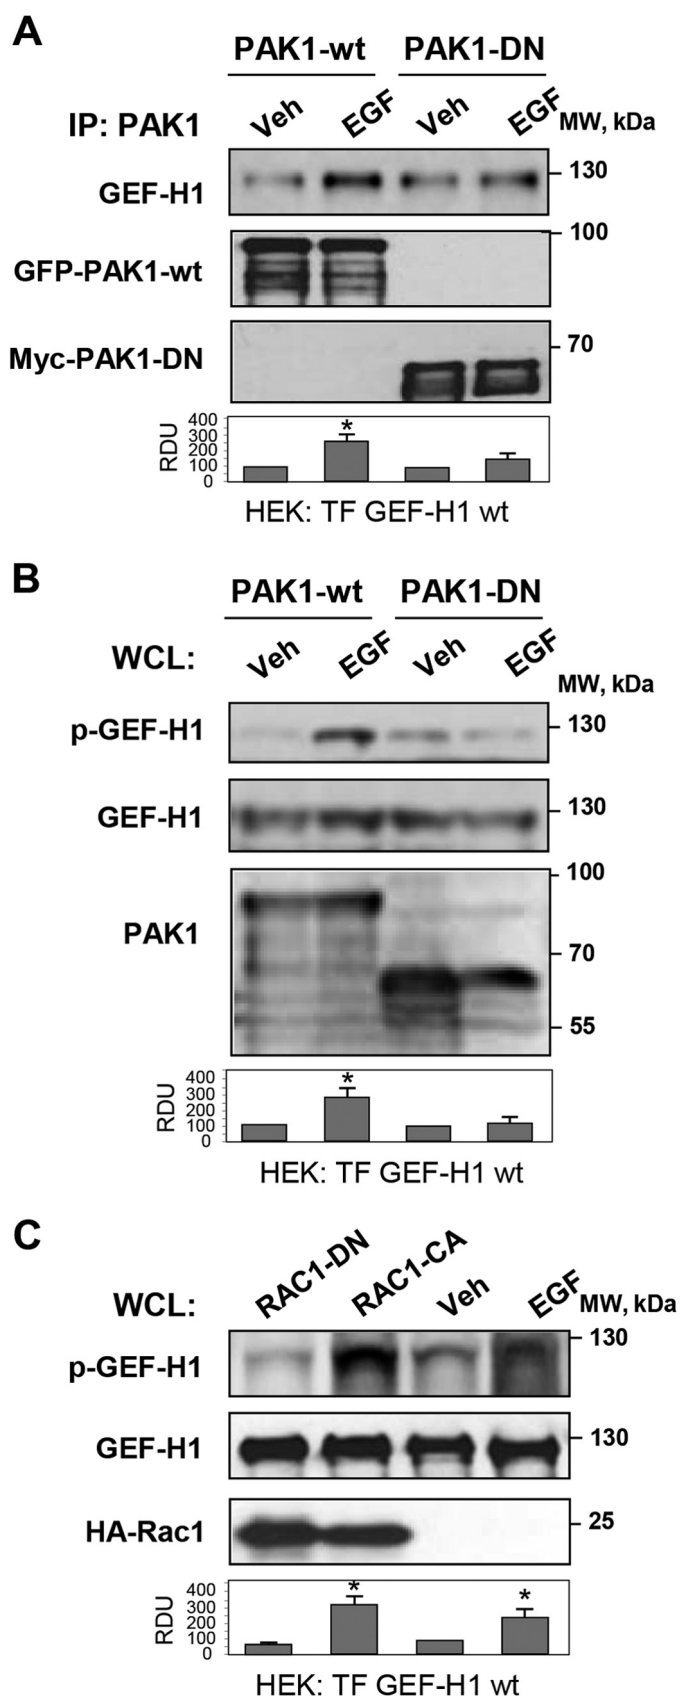 A
PAK1-wt PAK1-DN
IP: PAK1 Veh EGF Veh EGF MW, kDa
GEF-H1 130
GFP-PAK1-wt 100
Myc-PAK1-DN 70
RDU 400 300 200 100 0 *
HEK: TF GEF-H1 wt
B
PAK1-wt PAK1-DN
WCL: Veh EGF Veh EGF MW, kDa
p-GEF-H1 130
GEF-H1 130
PAK1 100 70 55
RDU 400 300 200 100 0 *
HEK: TF GEF-H1 wt
C
WCL: RAC1-DN RAC1-CA Veh EGF MW, kDa
p-GEF-H1 130
GEF-H1 130
HA-Rac1 25
RDU 400 300 200 100 0 * *
HEK: TF GEF-H1 wt